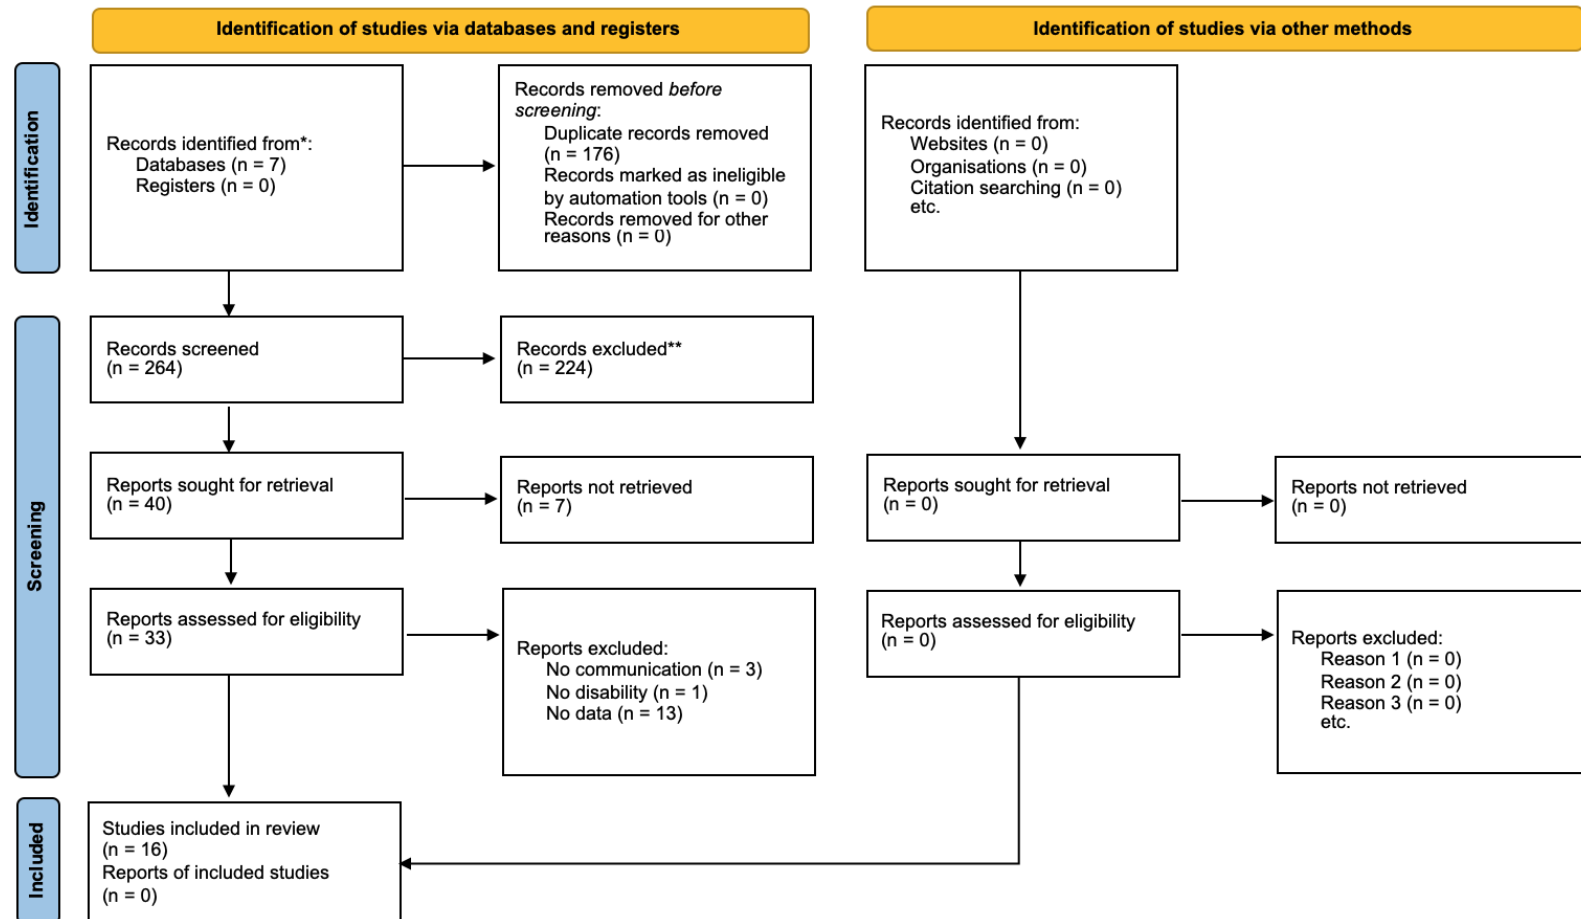 Identification of studies via databases and registers
Identification of studies via other methods
Identification
Records identified from*:
Databases (n = 7)
Registers (n = 0)
Records removed before
screening:
Duplicate records removed
(n = 176)
Records marked as ineligible
by automation tools (n = 0)
Records removed for other
reasons (n = 0)
Records identified from:
Websites (n = 0)
Organisations (n = 0)
Citation searching (n = 0)
etc.
Screening
Records screened
(n = 264)
Records excluded**
(n = 224)
Reports sought for retrieval
(n = 40)
Reports not retrieved
(n = 7)
Reports sought for retrieval
(n = 0)
Reports not retrieved
(n = 0)
Reports assessed for eligibility
(n = 33)
Reports excluded:
No communication (n = 3)
No disability (n = 1)
No data (n = 13)
Reports assessed for eligibility
(n = 0)
Reports excluded:
Reason 1 (n = 0)
Reason 2 (n = 0)
Reason 3 (n = 0)
etc.
Included
Studies included in review
(n = 16)
Reports of included studies
(n = 0)